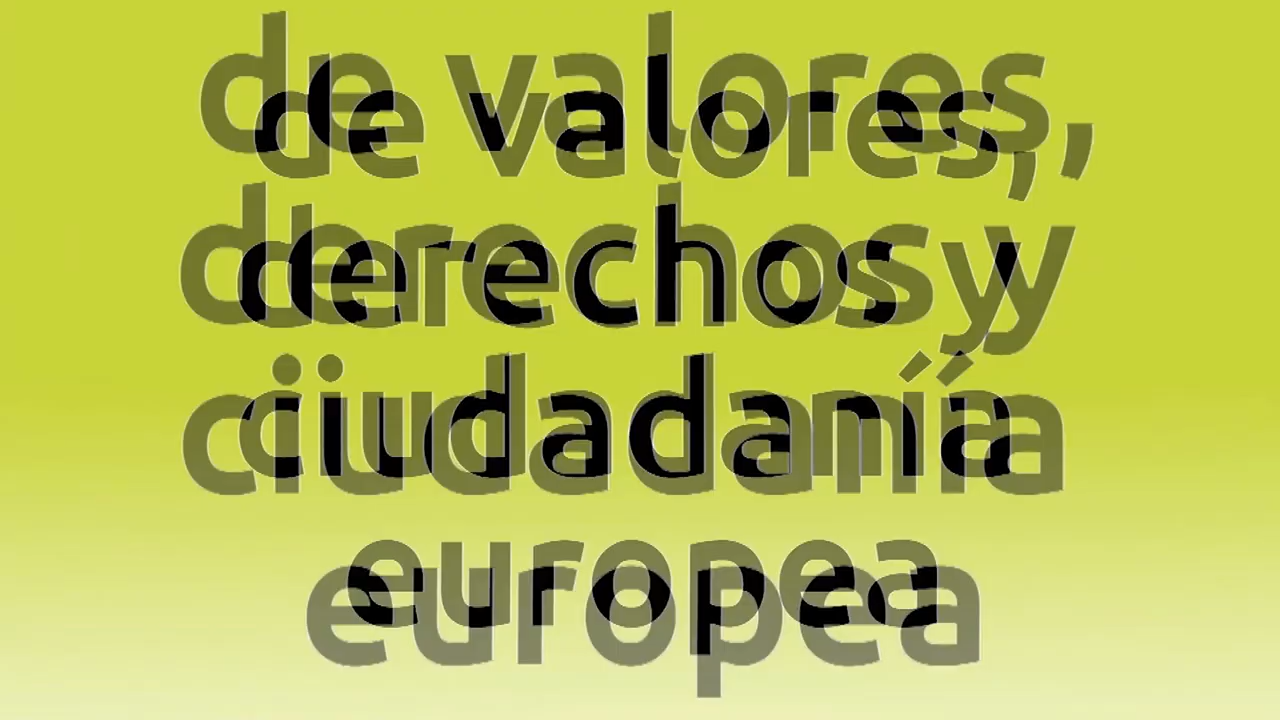 de valores,
derechos y
ciudadanía
europea